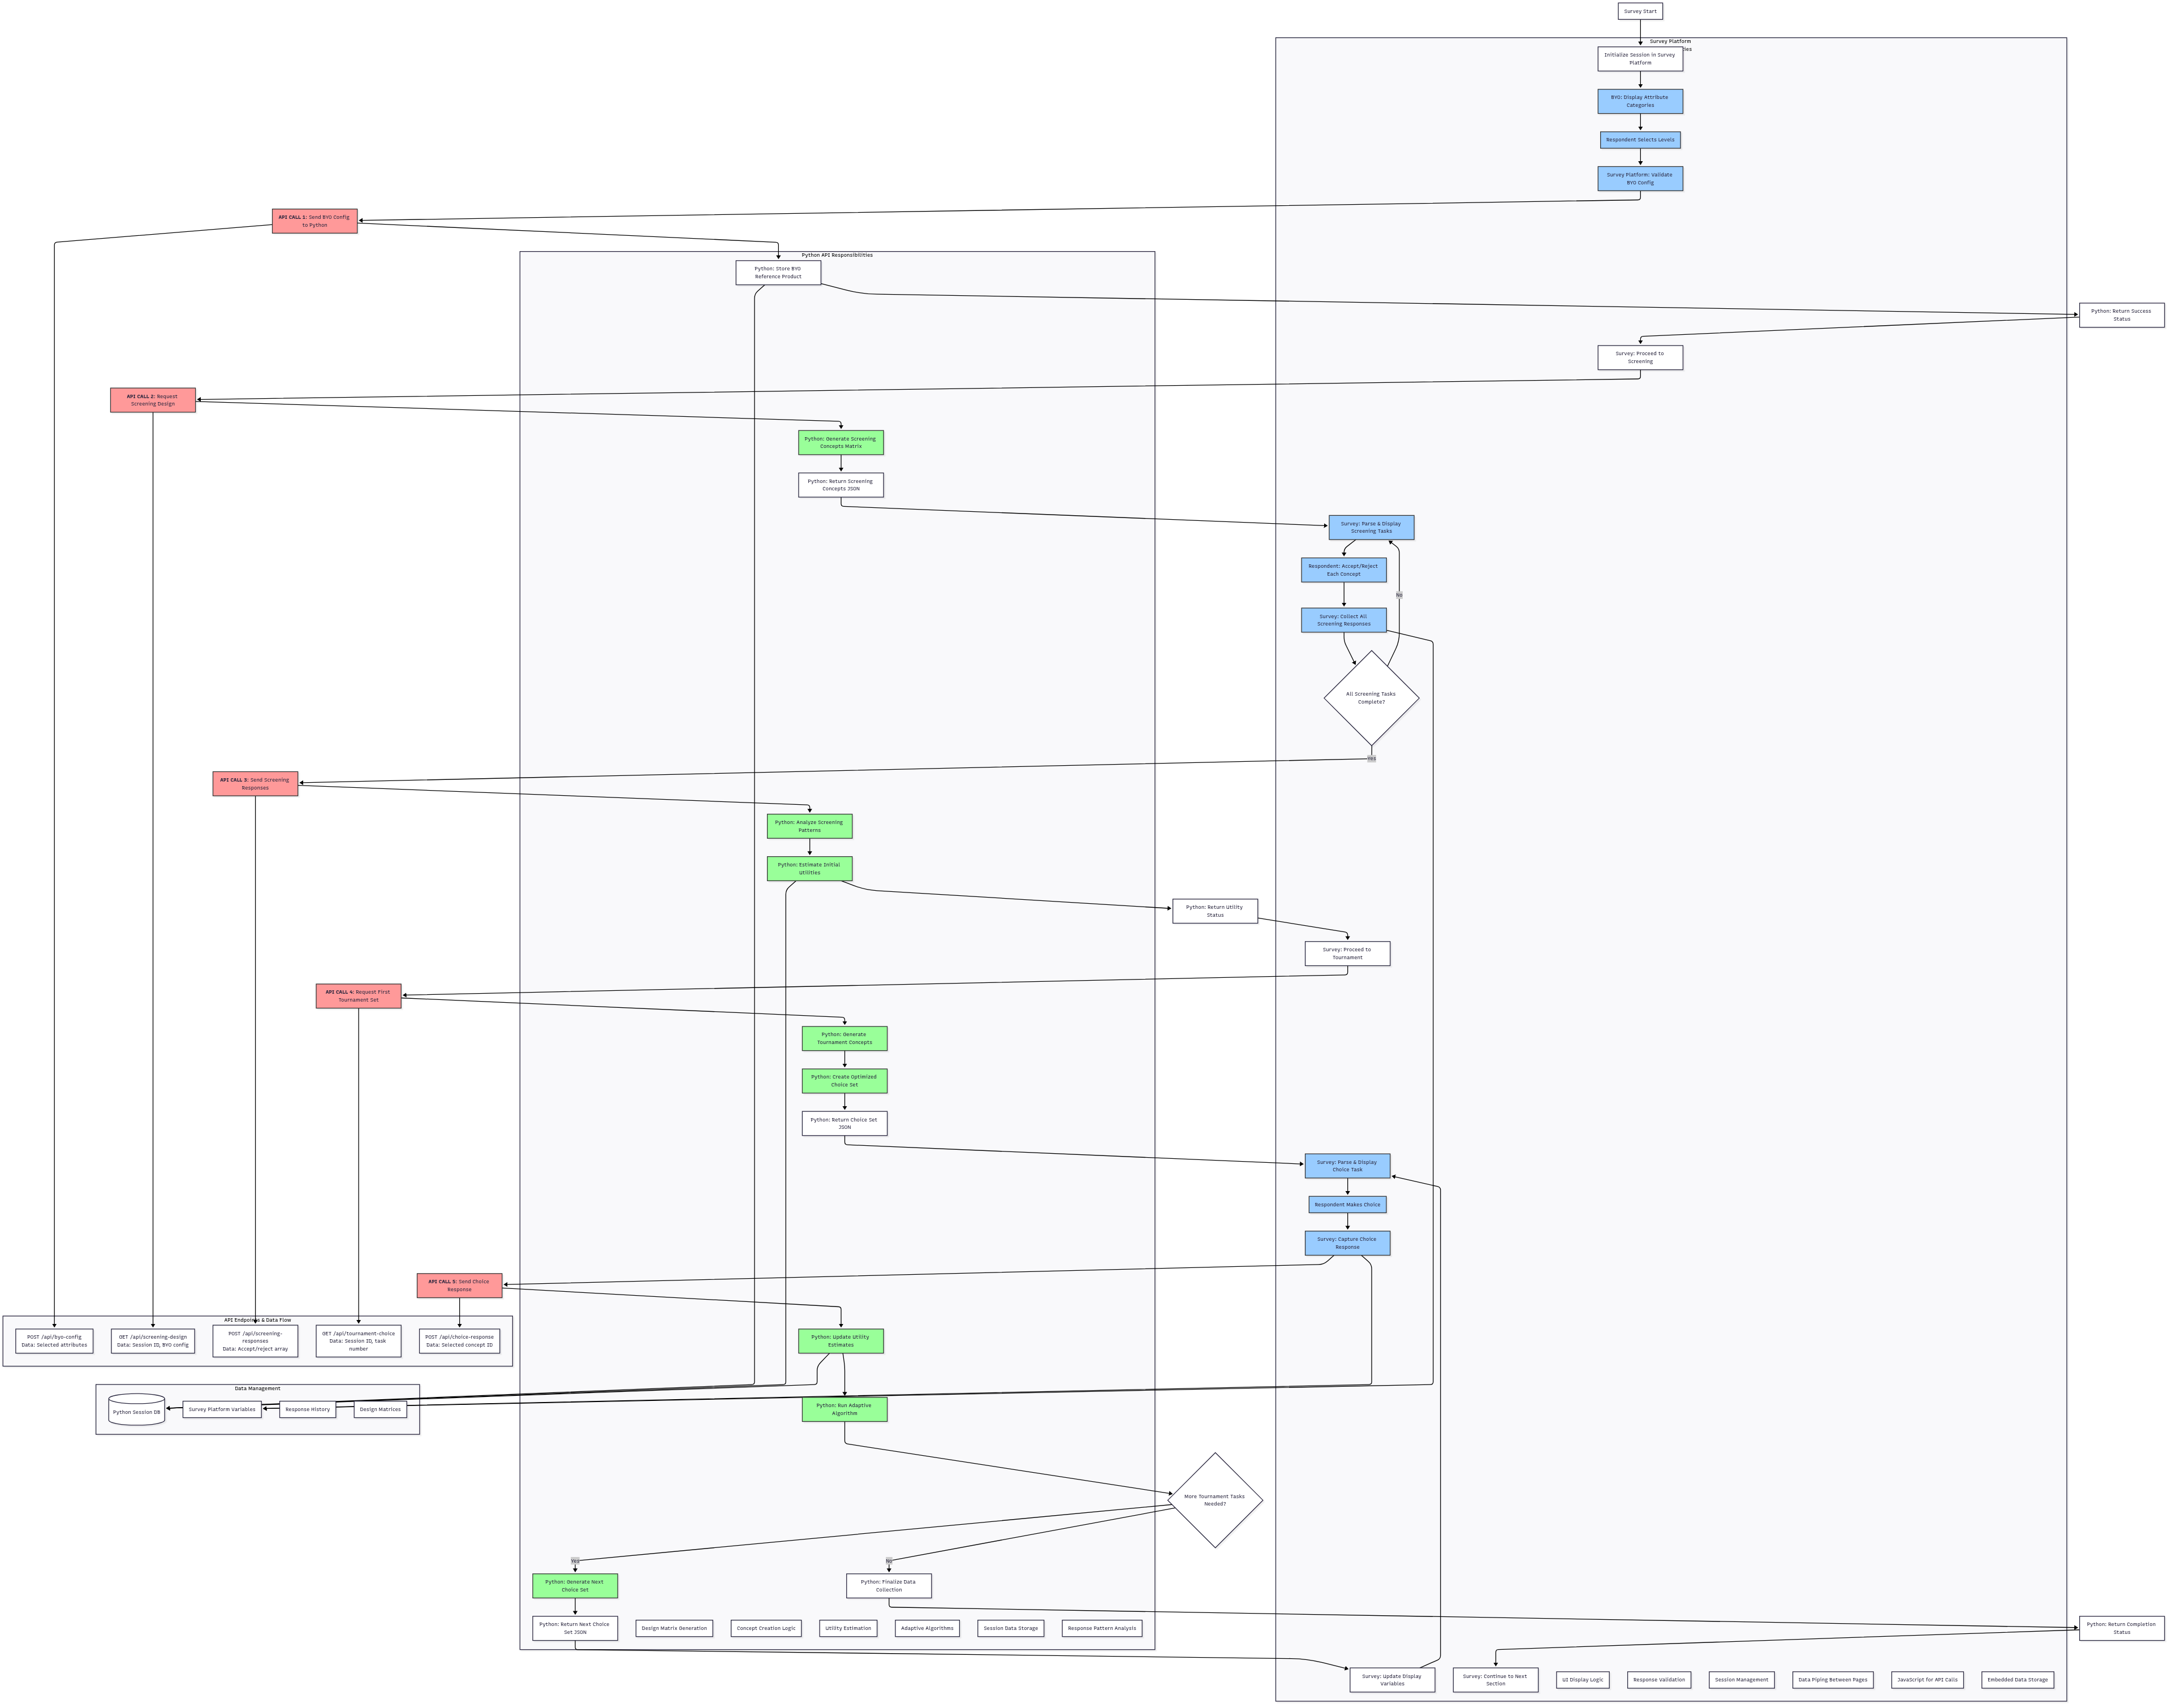 Survey Start
Survey Platform
ies
Initialize Session in Survey
Platform
BYO: Display Attribute
Categories
Respondent Selects Levels
Survey Platform: Validate
BYO Config
API CALL 1: Send BYO Config
to Python
Python API Responsibilities
Python: Store BYO
Reference Product
Python: Return Success
Status
Survey: Proceed to
Screening
API CALL 2: Request
Screening Design
Python: Generate Screening
Concepts Matrix
Python: Return Screening
Concepts JSON
Survey: Parse & Display
Screening Tasks
Respondent: Accept/Reject
Each Concept
No
Survey: Collect All
Screening Responses
All Screening Tasks
Complete?
Yes
API CALL 3: Send Screening
Responses
Python: Analyze Screening
Patterns
Python: Estimate Initial
Utilities
Python: Return Utility
Status
Survey: Proceed to
Tournament
API CALL 4: Request First
Tournament Set
Python: Generate
Tournament Concepts
Python: Create Optimized
Choice Set
Python: Return Choice Set
JSON
Survey: Parse & Display
Choice Task
Respondent Makes Choice
Survey: Capture Choice
Response
API CALL 5: Send Choice
Response
API Endpoints & Data Flow
POST /api/byo-config
Data: Selected attributes
GET /api/screening-design
Data: Session ID, BYO config
POST /api/screening-
responses
Data: Accept/reject array
GET /api/tournament-choice
Data: Session ID, task
number
POST /api/choice-response
Data: Selected concept ID
Python: Update Utility
Estimates
Data Management
Python Session DB
Survey Platform Variables
Response History
Design Matrices
Python: Run Adaptive
Algorithm
More Tournament Tasks
Needed?
Yes
No
Python: Generate Next
Choice Set
Python: Finalize Data
Collection
Python: Return Next Choice
Set JSON
Design Matrix Generation
Concept Creation Logic
Utility Estimation
Adaptive Algorithms
Session Data Storage
Response Pattern Analysis
Python: Return Completion
Status
Survey: Update Display
Variables
Survey: Continue to Next
Section
UI Display Logic
Response Validation
Session Management
Data Piping Between Pages
JavaScript for API Calls
Embedded Data Storage